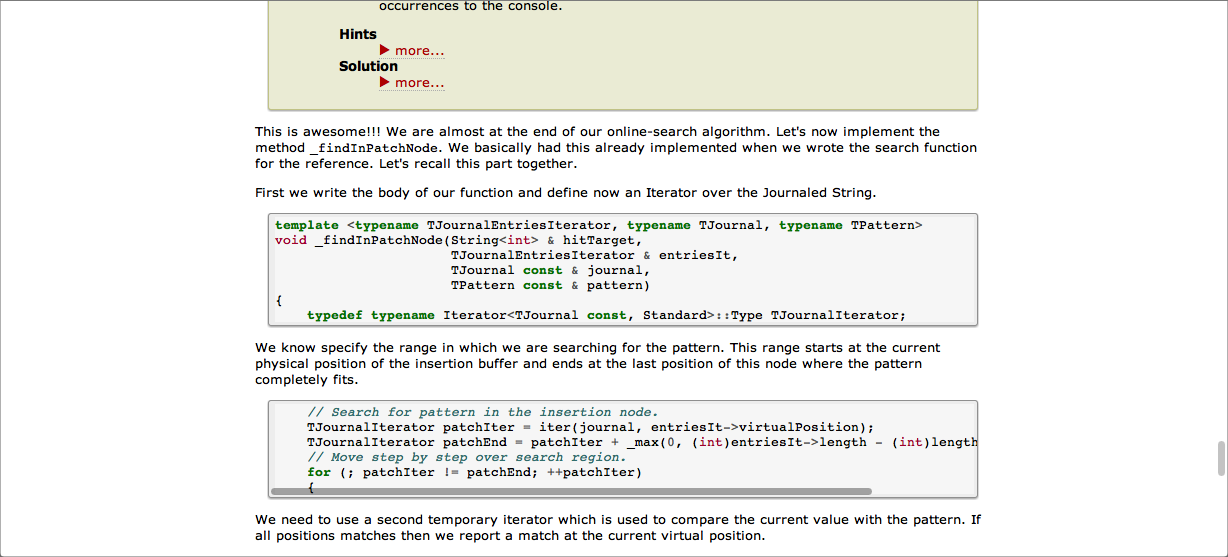 occurrences to the console.
Hints
more...
Solution
more...
This is awesome!!! We are almost at the end of our online-search algorithm. Let's now implement the
method _findInPatchNode. We basically had this already implemented when we wrote the search function
for the reference. Let's recall this part together.
First we write the body of our function and define now an Iterator over the Journaled String.
template <typename TJournalEntriesIterator, typename TJournal, typename TPattern>
void _findInPatchNode(String<int> & hitTarget,
                      TJournalEntriesIterator & entriesIt,
                      TJournal const & journal,
                      TPattern const & pattern)
{
    typedef typename Iterator<TJournal const, Standard>::Type TJournalIterator;
We know specify the range in which we are searching for the pattern. This range starts at the current
physical position of the insertion buffer and ends at the last position of this node where the pattern
completely fits.
    // Search for pattern in the insertion node.
    TJournalIterator patchIter = iter(journal, entriesIt->virtualPosition);
    TJournalIterator patchEnd = patchIter + _max(0, (int)entriesIt->length - (int)length
    // Move step by step over search region.
    for (; patchIter != patchEnd; ++patchIter)
    {
We need to use a second temporary iterator which is used to compare the current value with the pattern. If
all positions matches then we report a match at the current virtual position.